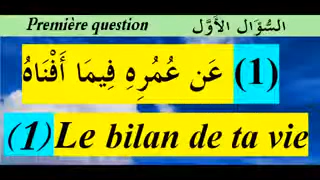 Première question السُّؤَال الأَوَّل
(1) عَن عُمُرِهِ فِيمَا أَفْنَاهُ
(1) Le bilan de ta vie